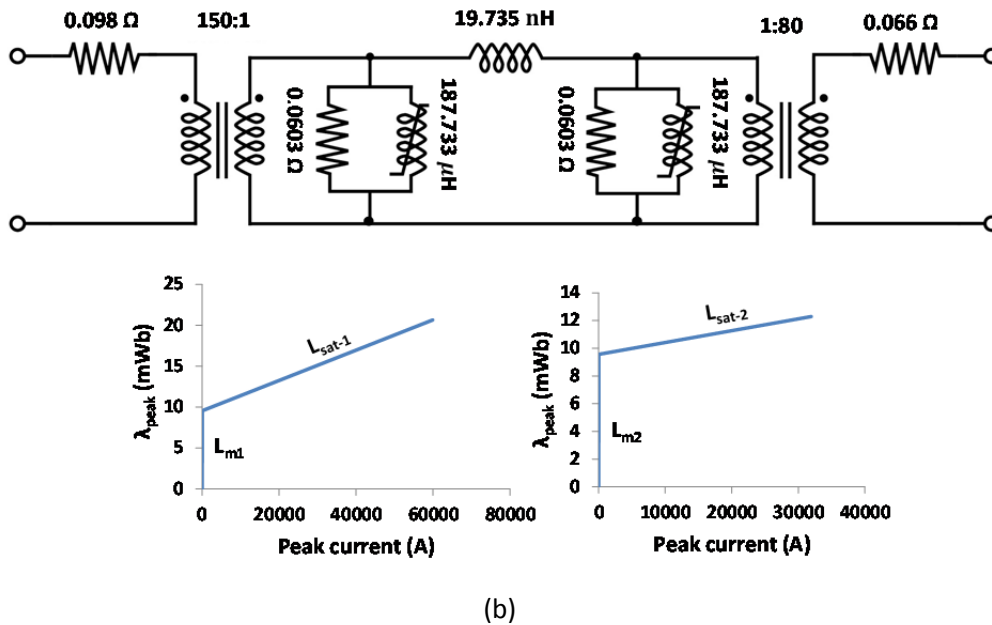 0.098 Ω
150:1
19.735 nH
1:80
0.066 Ω
0.0603 Ω
187.733 μH
0.0603 Ω
187.733 μH
25
20
15
10
5
0
λpeak (mWb)
Lsat-1
Lm1
0 20000 40000 60000 80000
Peak current (A)
14
12
10
8
6
4
2
0
λpeak (mWb)
Lsat-2
Lm2
0 10000 20000 30000 40000
Peak current (A)
(b)